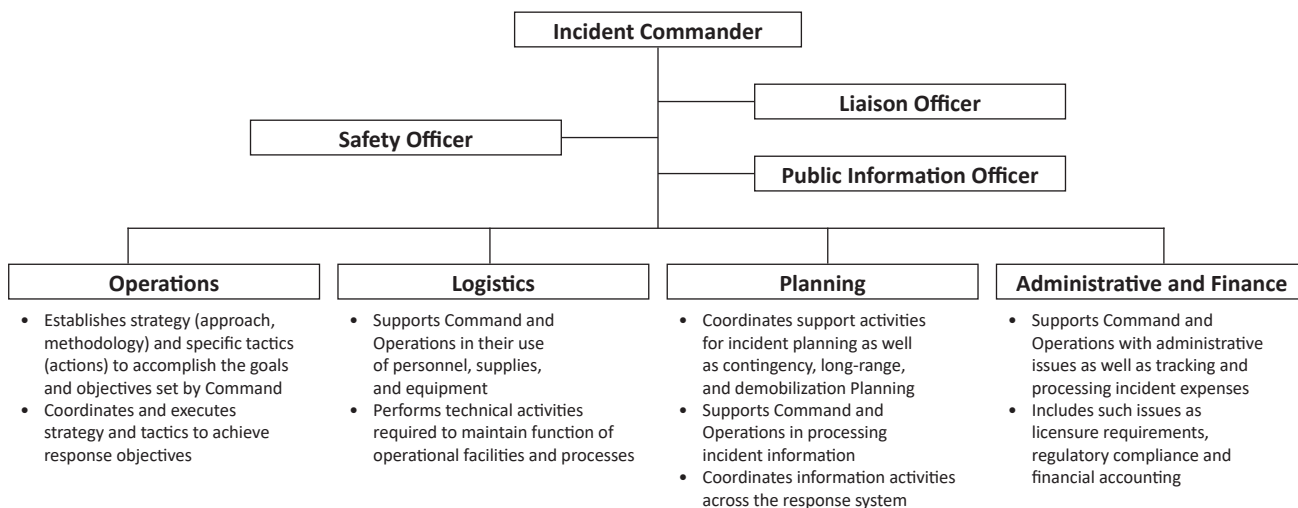 Incident Commander
Liaison Officer
Safety Officer
Public Information Officer
Operations
• Establishes strategy (approach,
methodology) and specific tactics
(actions) to accomplish the goals
and objectives set by Command
• Coordinates and executes
strategy and tactics to achieve
response objectives
Logistics
• Supports Command and
Operations in their use
of personnel, supplies,
and equipment
• Performs technical activities
required to maintain function of
operational facilities and processes
Planning
• Coordinates support activities
for incident planning as well
as contingency, long-range,
and demobilization Planning
• Supports Command and
Operations in processing
incident information
• Coordinates information activities
across the response system
Administrative and Finance
• Supports Command and
Operations with administrative
issues as well as tracking and
processing incident expenses
• Includes such issues as
licensure requirements,
regulatory compliance and
financial accounting